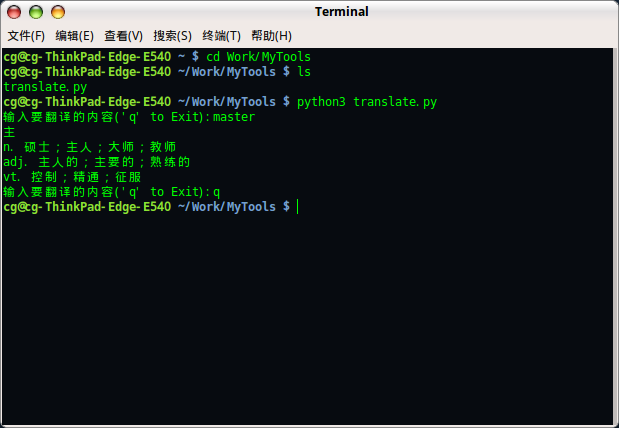 Terminal
文件(F) 编辑(E) 查看(V) 搜索(S) 终端(T) 帮助(H)
cg@cg-ThinkPad-Edge-E540 ~ $ cd Work/MyTools
cg@cg-ThinkPad-Edge-E540 ~/Work/MyTools $ ls
translate.py
cg@cg-ThinkPad-Edge-E540 ~/Work/MyTools $ python3 translate.py
输入要翻译的内容('q' to Exit):master
主
n. 硕士；主人；大师；教师
adj. 主人的；主要的；熟练的
vt. 控制；精通；征服
输入要翻译的内容('q' to Exit):q
cg@cg-ThinkPad-Edge-E540 ~/Work/MyTools $